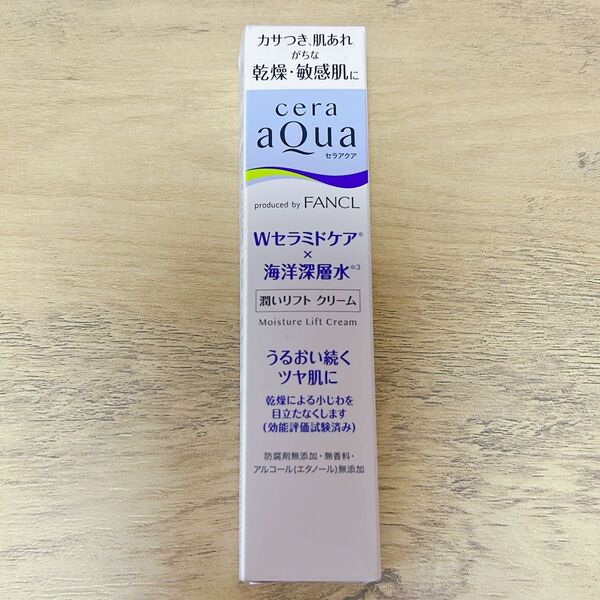 カサつき、肌あれ
がちな
乾燥・敏感肌に
cera
aQua
セラアクア
produced by FANCL
Wセラミドケア※
×
海洋深層水※3
潤いリフト クリーム
Moisture Lift Cream
うるおい続く
ツヤ肌に
乾燥による小じわを
目立たなくします
(効能評価試験済み)
防腐剤無添加・無香料・
アルコール(エタノール)無添加